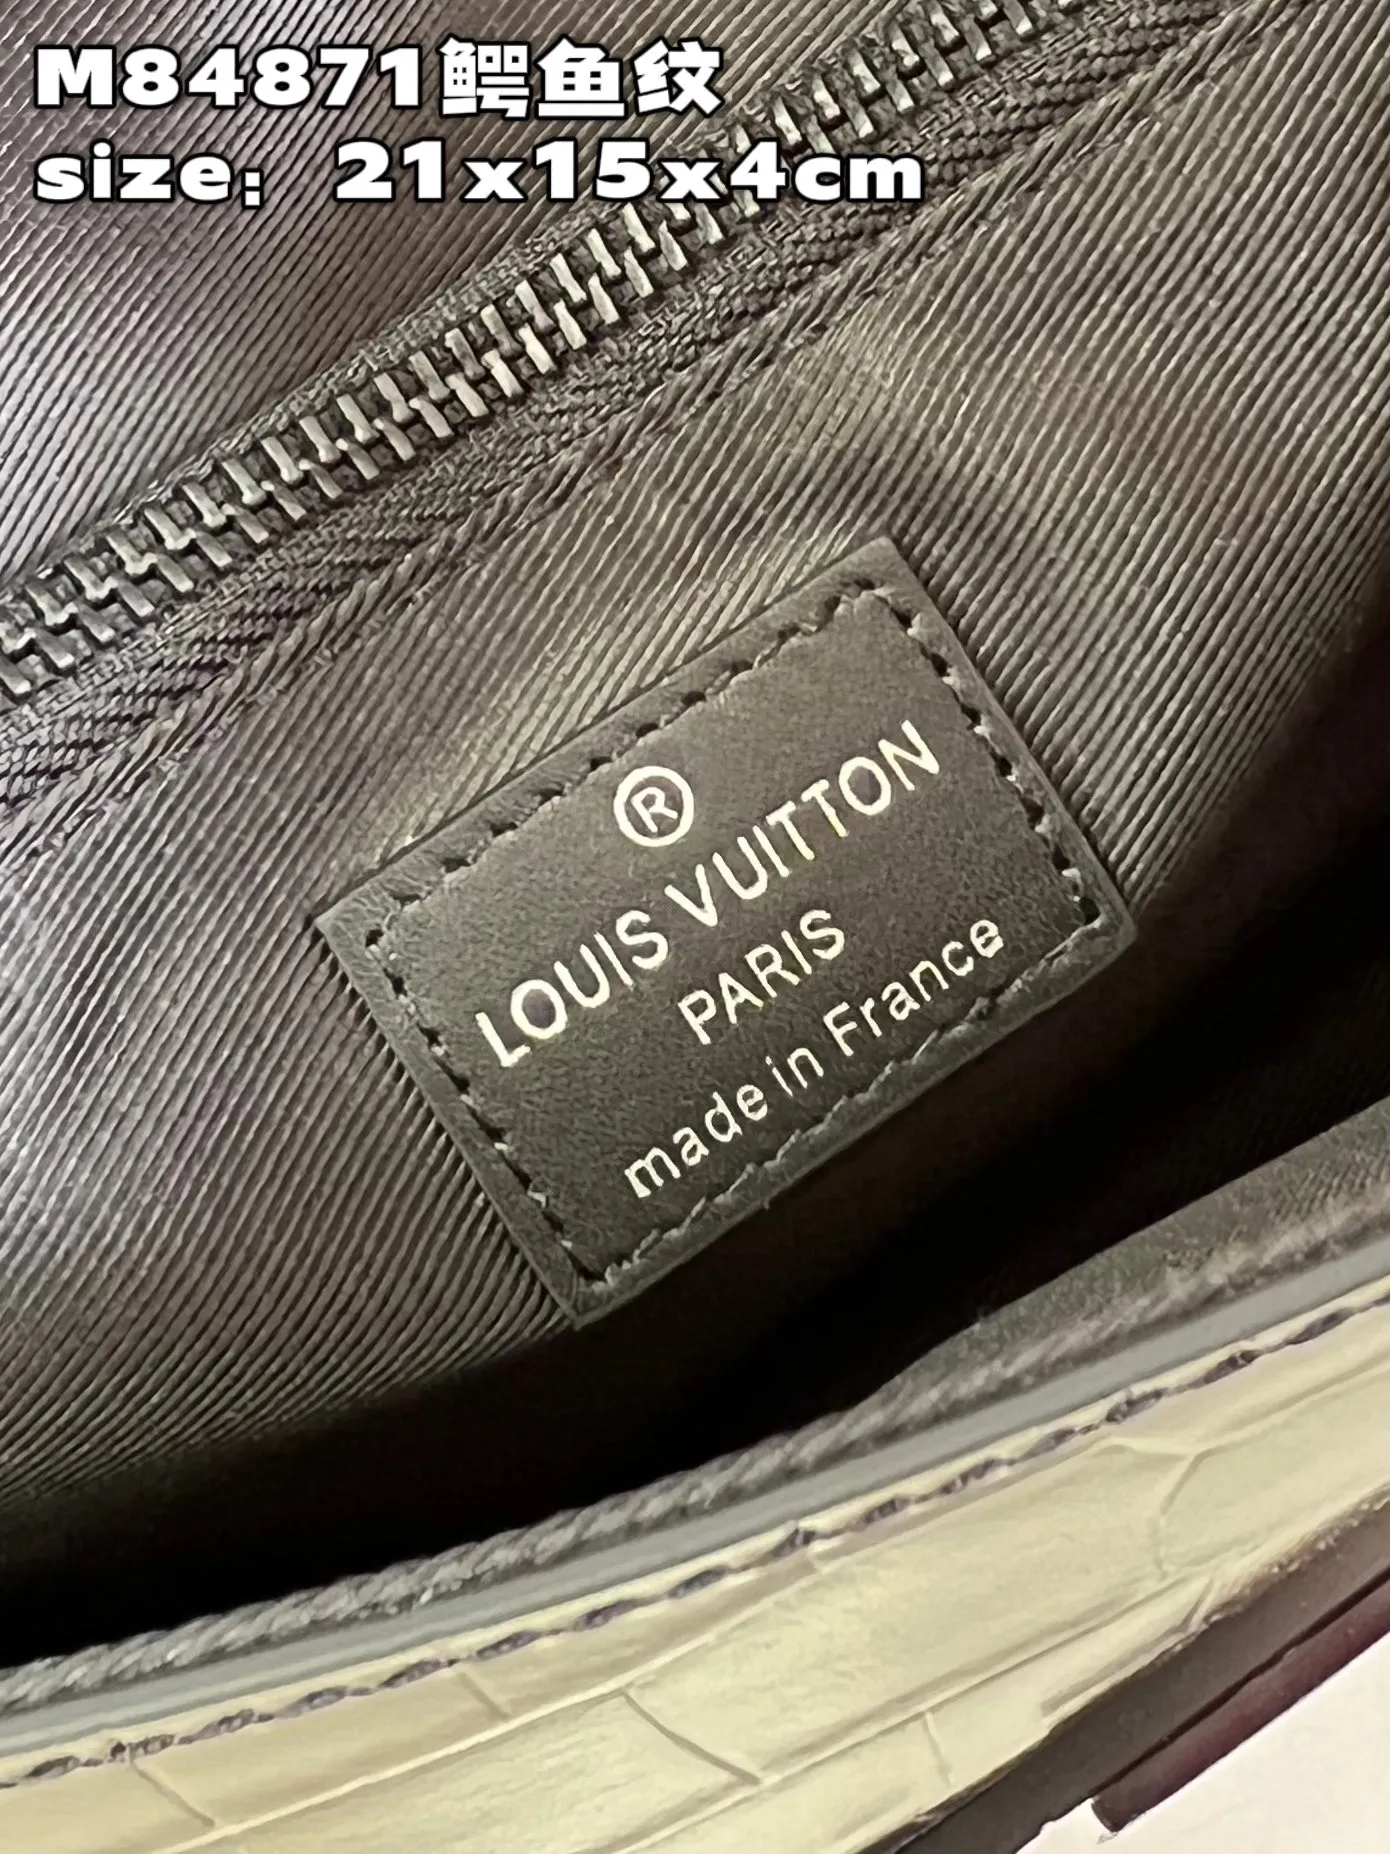 M84871鳄鱼纹
size：21x15x4cm
®
LOUIS VUITTON
PARIS
made in France